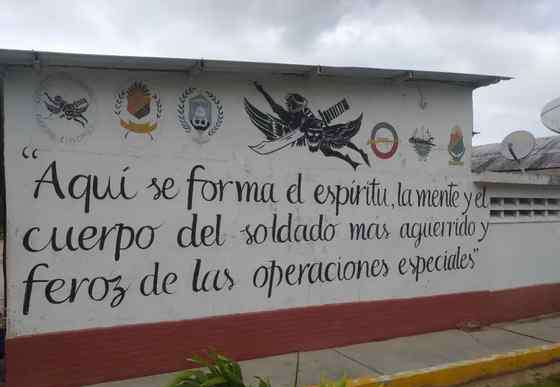 “Aquí se forma el espíritu, la mente y el
cuerpo del soldado más aguerrido y
feroz de las operaciones especiales”